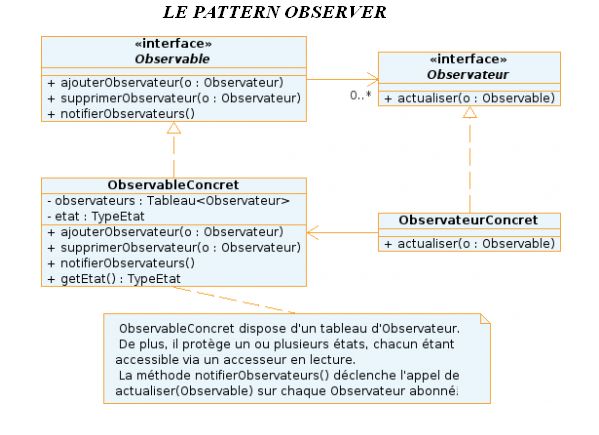 LE PATTERN OBSERVER
«interface»
Observable
+ ajouterObservateur(o : Observateur)
+ supprimerObservateur(o : Observateur)
+ notifierObservateurs()
«interface»
Observateur
+ actualiser(o : Observable)
0..*
ObservableConcret
- observateurs : Tableau<Observateur>
- etat : TypeEtat
+ ajouterObservateur(o : Observateur)
+ supprimerObservateur(o : Observateur)
+ notifierObservateurs()
+ getEtat() : TypeEtat
ObservateurConcret
+ actualiser(o : Observable)
ObservableConcret dispose d'un tableau d'Observateur.
De plus, il protège un ou plusieurs états, chacun étant
accessible via un accesseur en lecture.
La méthode notifierObservateurs() déclenche l'appel de
actualiser(Observable) sur chaque Observateur abonné.